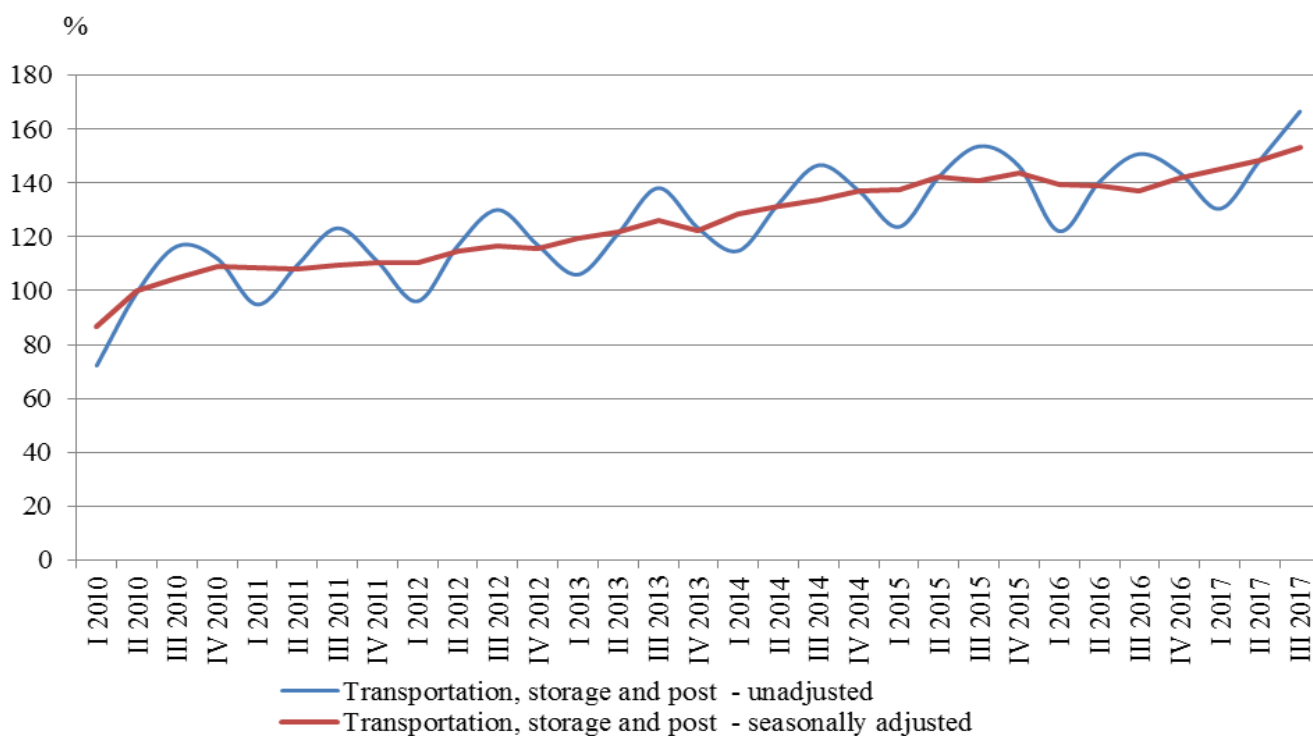 %
180
160
140
120
100
80
60
40
20
0
I 2010
II 2010
III 2010
IV 2010
I 2011
II 2011
III 2011
IV 2011
I 2012
II 2012
III 2012
IV 2012
I 2013
II 2013
III 2013
IV 2013
I 2014
II 2014
III 2014
IV 2014
I 2015
II 2015
III 2015
IV 2015
I 2016
II 2016
III 2016
IV 2016
I 2017
II 2017
III 2017
Transportation, storage and post - unadjusted
Transportation, storage and post - seasonally adjusted